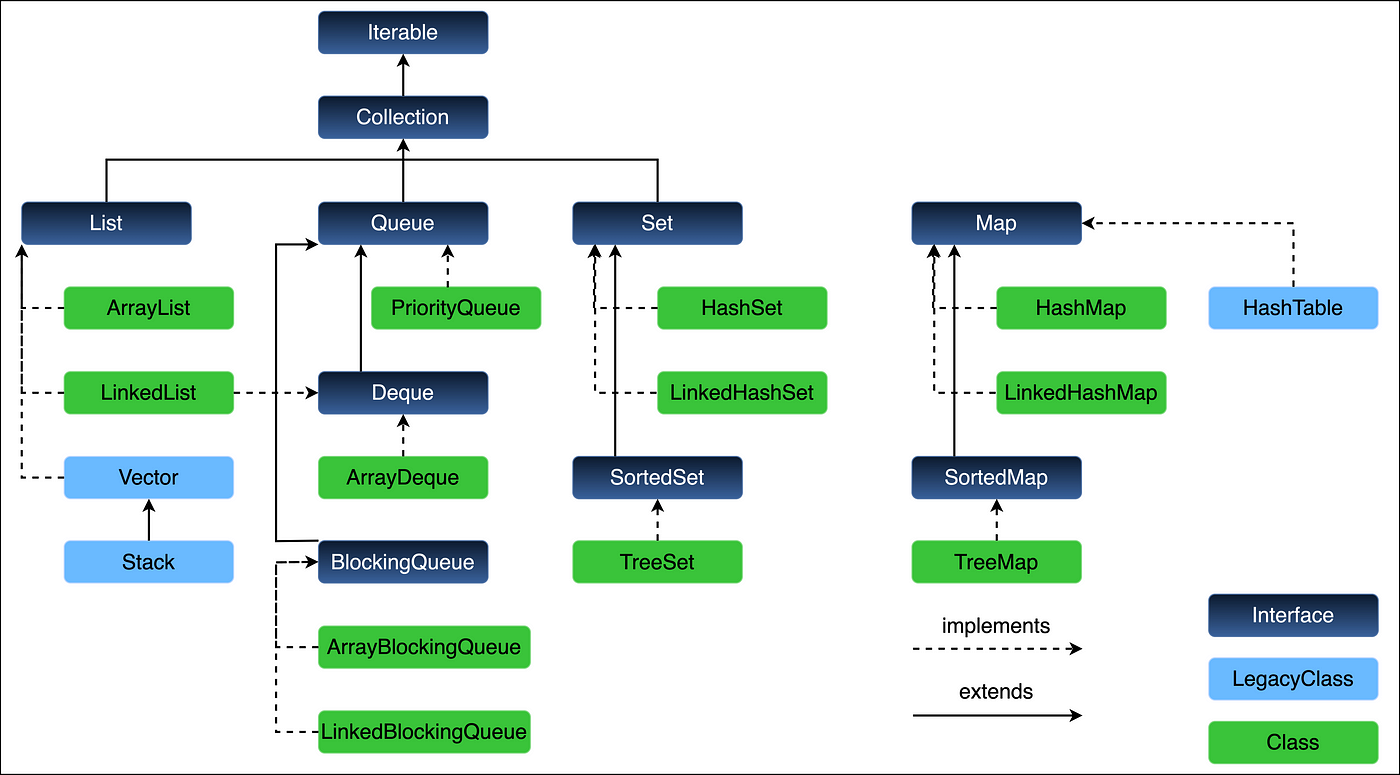 Iterable
Collection
List
Queue
Set
Map
ArrayList
PriorityQueue
HashSet
HashMap
HashTable
LinkedList
Deque
LinkedHashSet
LinkedHashMap
Vector
ArrayDeque
SortedSet
SortedMap
Stack
BlockingQueue
TreeSet
TreeMap
Interface
implements
ArrayBlockingQueue
LegacyClass
extends
LinkedBlockingQueue
Class